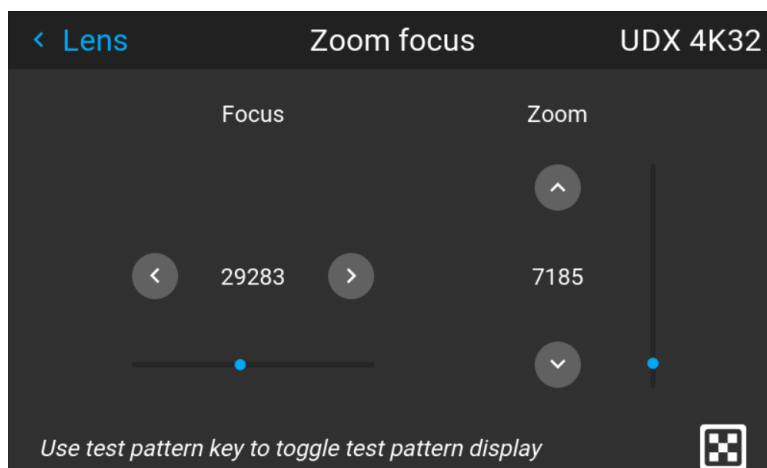 Lens Zoom focus UDX 4K32
Focus Zoom
29283 7185
Use test pattern key to toggle test pattern display